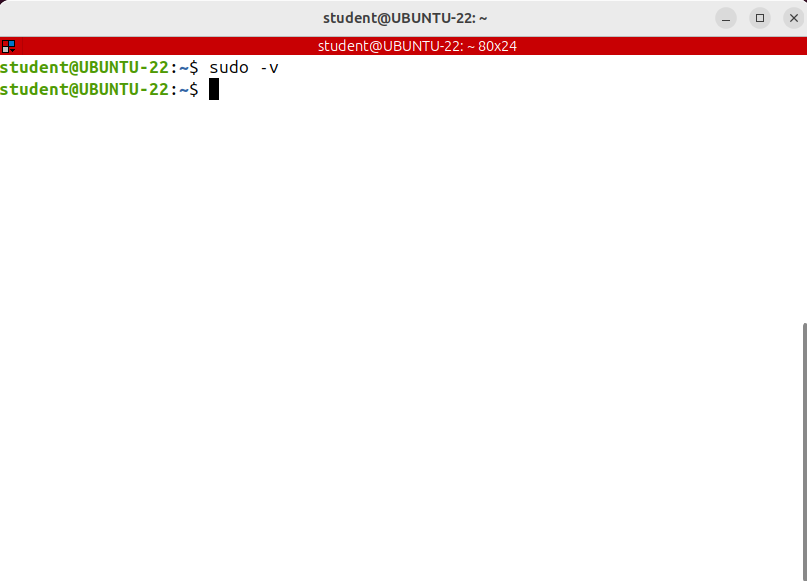 student@UBUNTU-22: ~
student@UBUNTU-22: ~ 80x24
student@UBUNTU-22:~$ sudo -v
student@UBUNTU-22:~$